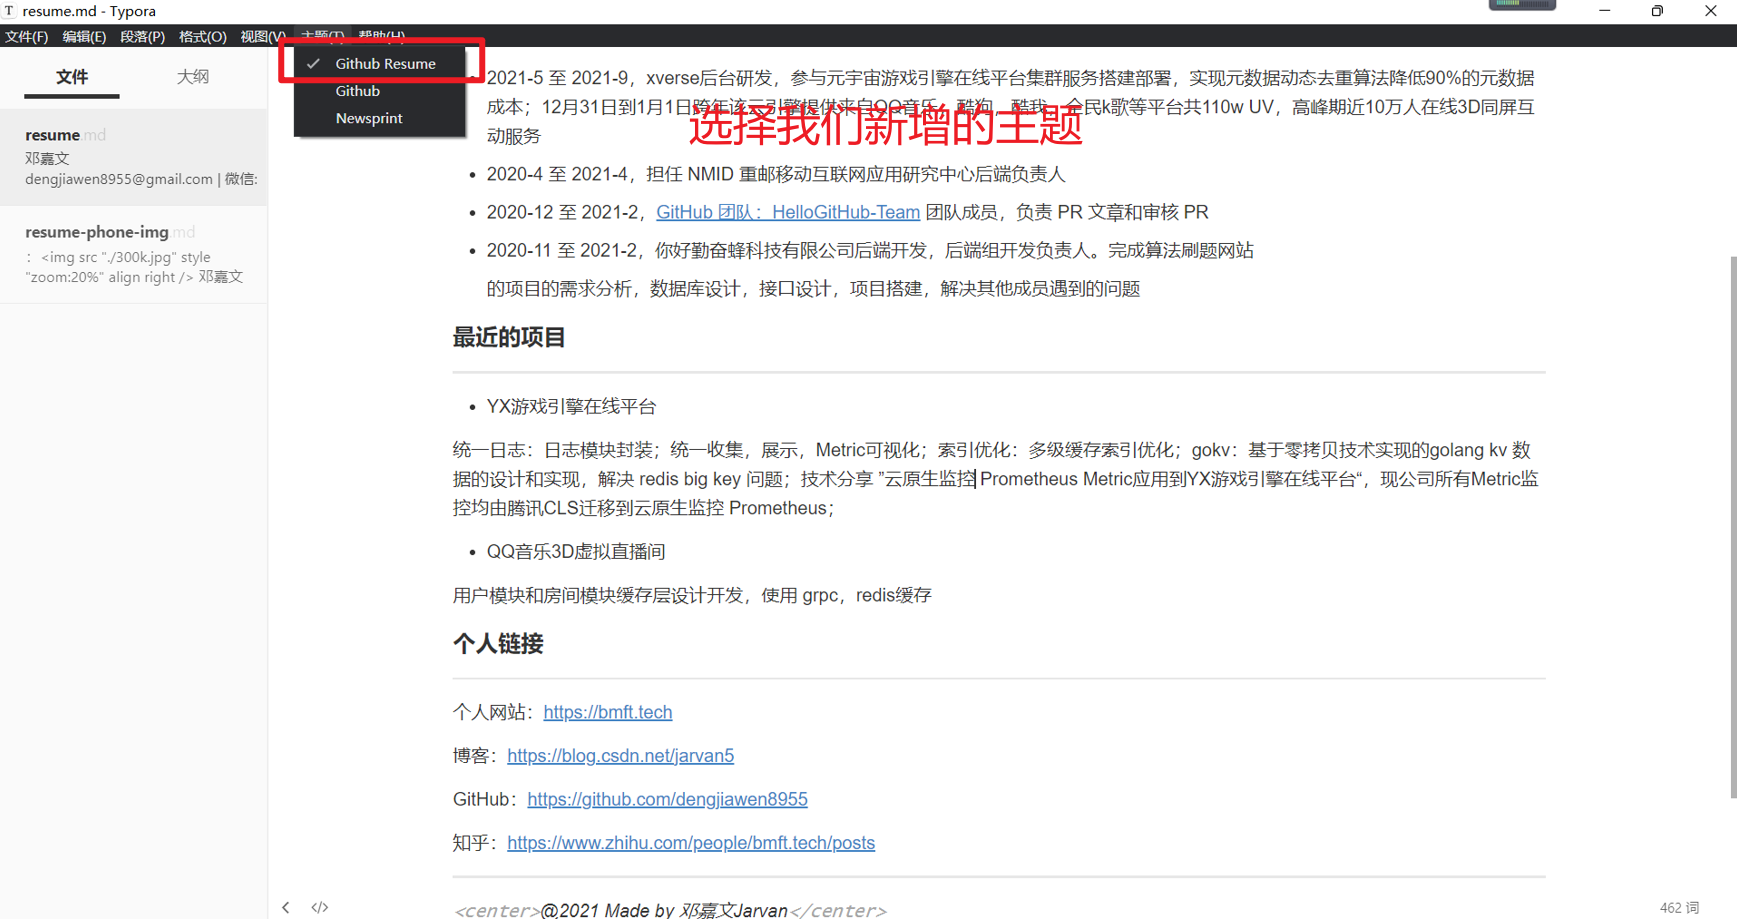 resume.md - Typora
文件(F) 编辑(E) 段落(P) 格式(O) 视图(V) 主题(T) 帮助(H)
文件 大纲
Github Resume
Github
Newsprint
选择我们新增的主题
resume.md
邓嘉文
dengjiawen8955@gmail.com | 微信:
resume-phone-img.md
：<img src "./300k.jpg" style
"zoom:20%" align right /> 邓嘉文
2021-5 至 2021-9，xverse后台研发，参与元宇宙游戏引擎在线平台集群服务搭建部署，实现元数据动态去重算法降低90%的元数据
成本；12月31日到1月1日跨年该云引擎提供来自QQ音乐，酷狗，酷我，全民k歌等平台共110w UV，高峰期近10万人在线3D同屏互
动服务
2020-4 至 2021-4，担任 NMID 重邮移动互联网应用研究中心后端负责人
2020-12 至 2021-2，GitHub 团队：HelloGitHub-Team 团队成员，负责 PR 文章和审核 PR
2020-11 至 2021-2，你好勤奋蜂科技有限公司后端开发，后端组开发负责人。完成算法刷题网站
的项目的需求分析，数据库设计，接口设计，项目搭建，解决其他成员遇到的问题
最近的项目
YX游戏引擎在线平台
统一日志：日志模块封装；统一收集，展示，Metric可视化；索引优化：多级缓存索引优化；gokv：基于零拷贝技术实现的golang kv 数
据的设计和实现，解决 redis big key 问题；技术分享 ”云原生监控 Prometheus Metric应用到YX游戏引擎在线平台“，现公司所有Metric监
控均由腾讯CLS迁移到云原生监控 Prometheus；
QQ音乐3D虚拟直播间
用户模块和房间模块缓存层设计开发，使用 grpc，redis缓存
个人链接
个人网站：https://bmft.tech
博客：https://blog.csdn.net/jarvan5
GitHub：https://github.com/dengjiawen8955
知乎：https://www.zhihu.com/people/bmft.tech/posts
<center>@2021 Made by 邓嘉文Jarvan</center>
462 词